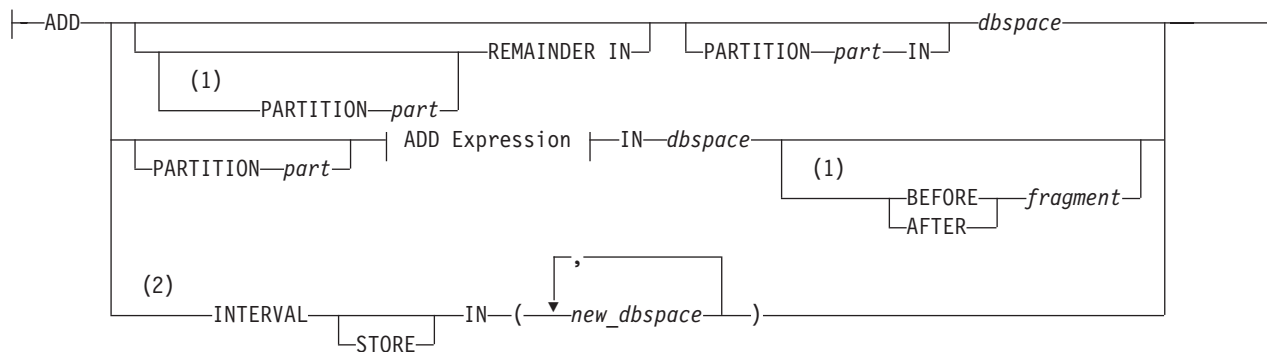 ADD dbspace
REMAINDER IN PARTITION part IN
(1)
PARTITION part
ADD Expression IN dbspace
PARTITION part (1)
BEFORE fragment
AFTER
,
(2)
INTERVAL IN ( new_dbspace )
STORE